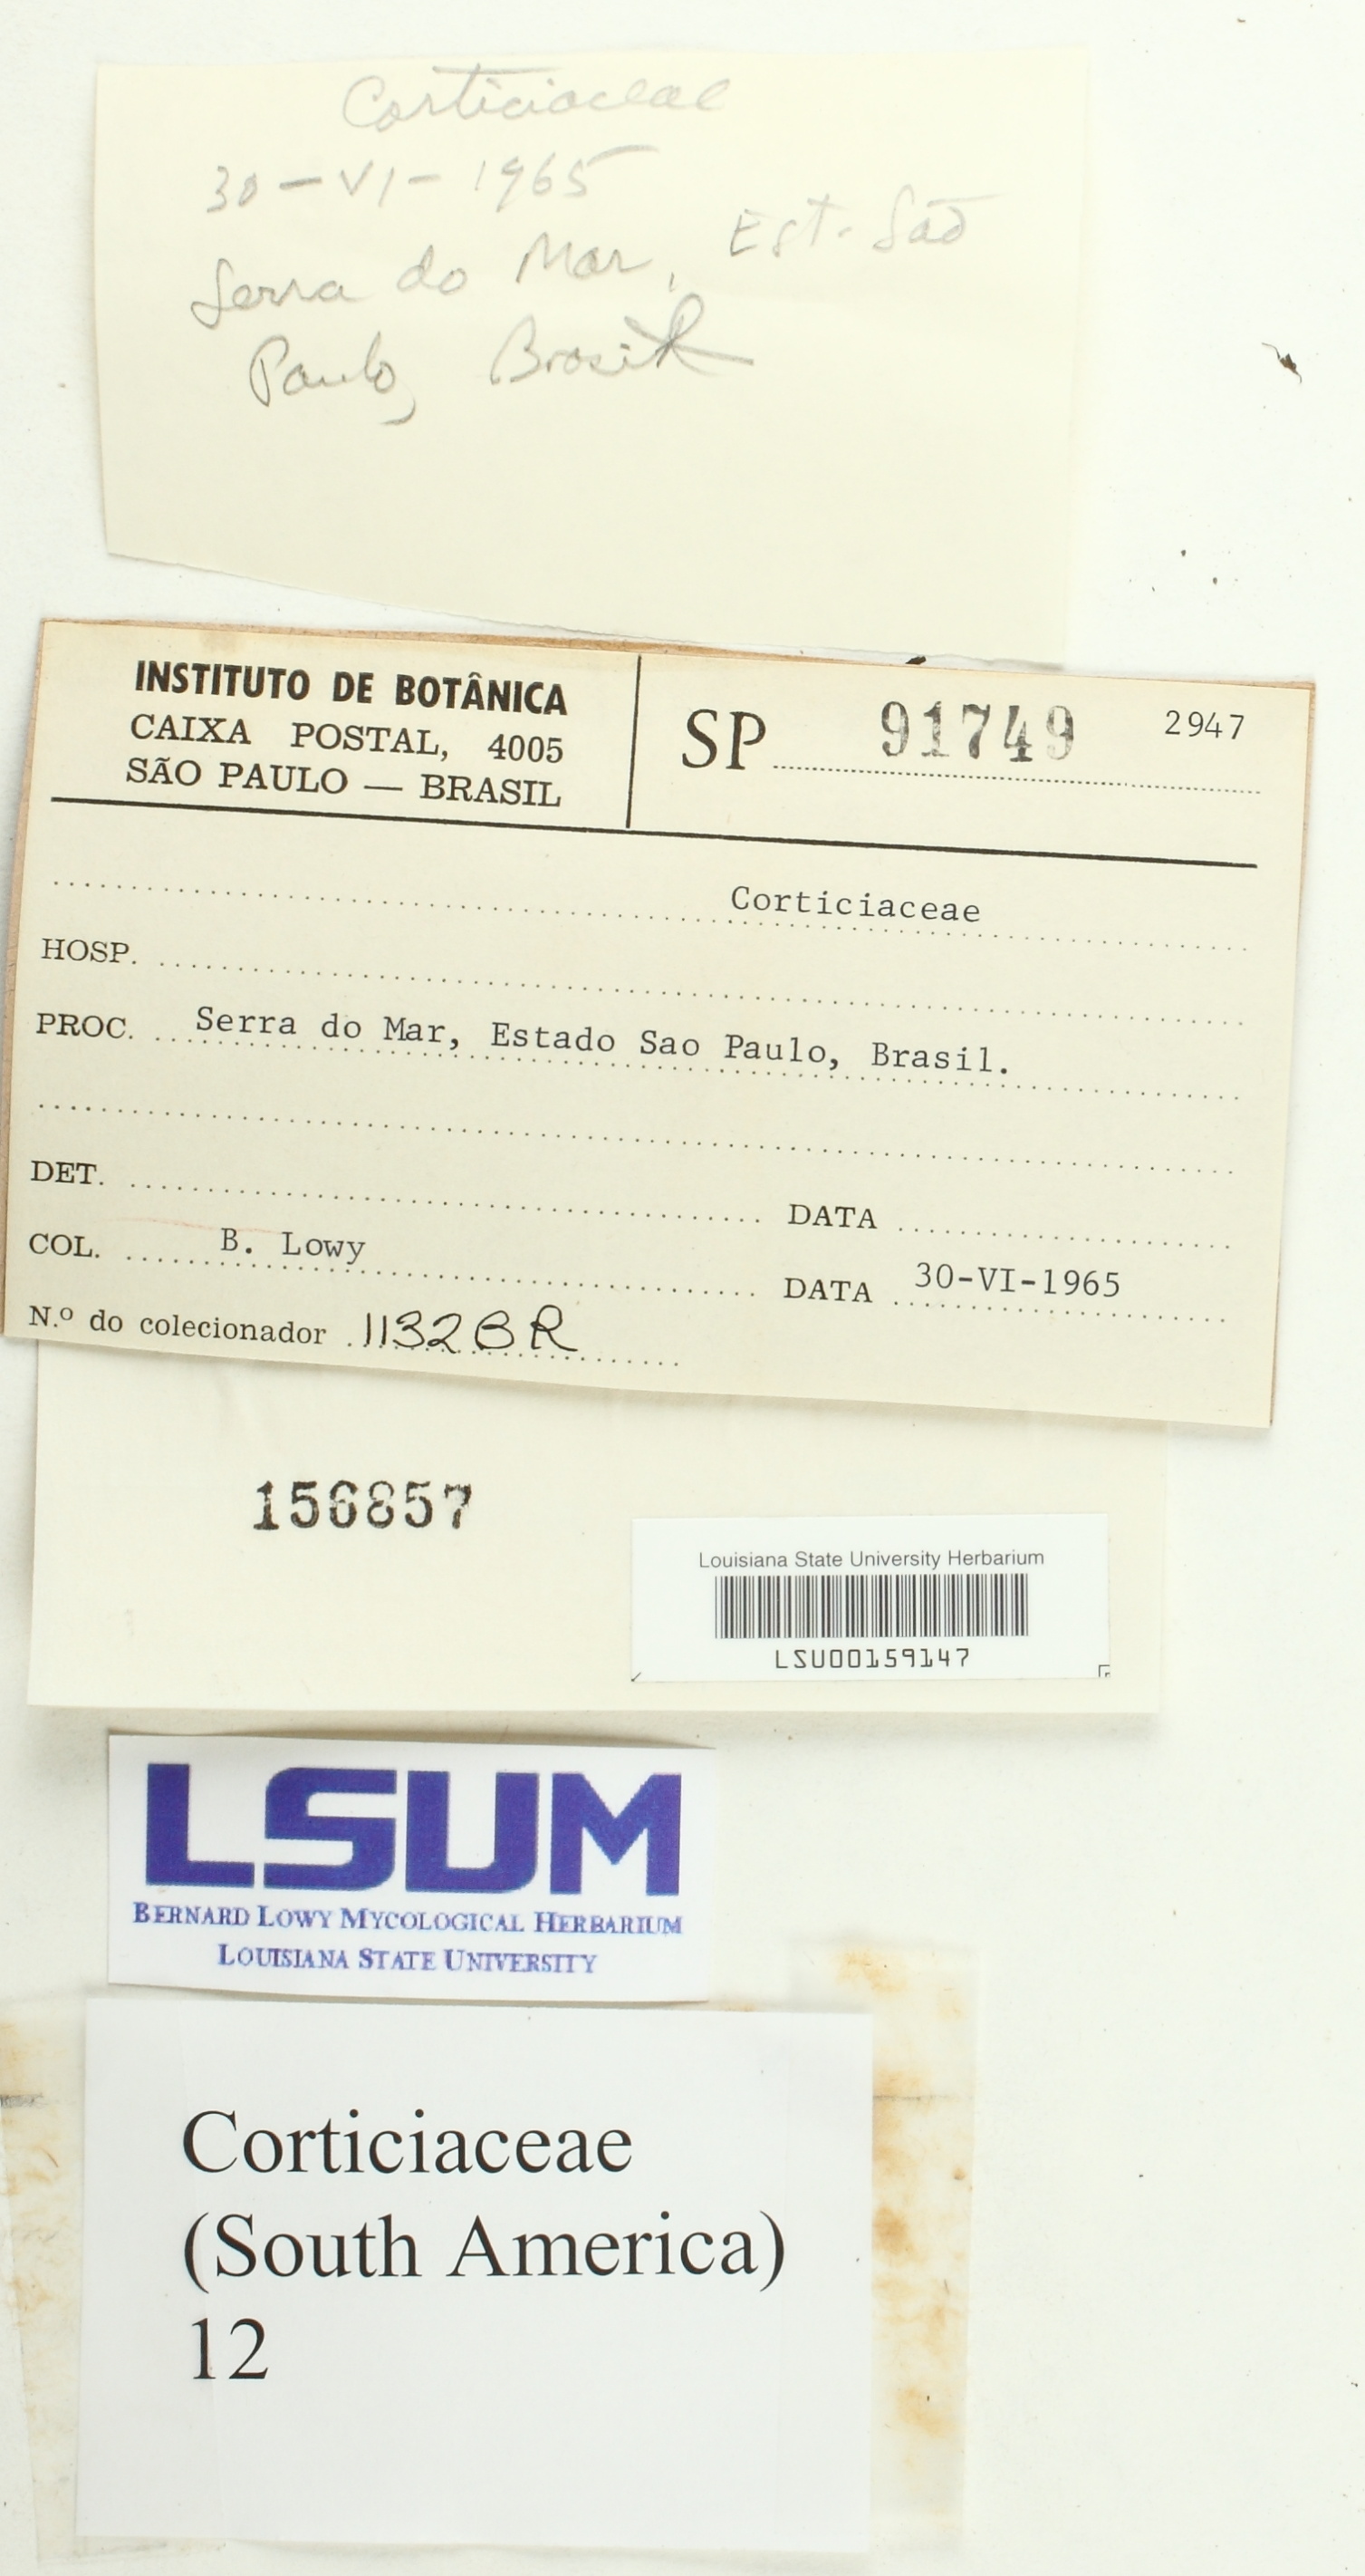 Corticiaceae
30-VI-1965
Serra do Mar, Est. São
Paulo, Brasil
INSTITUTO DE BOTÂNICA
CAIXA POSTAL, 4005
SÃO PAULO — BRASIL
SP 91749 2947
Corticiaceae
HOSP.
PROC. Serra do Mar, Estado Sao Paulo, Brasil.
DET. DATA
COL. B. Lowy DATA 30-VI-1965
N.º do colecionador 1132BR
156857
Louisiana State University Herbarium
LSU00159147
LSUM
BERNARD LOWY MYCOLOGICAL HERBARIUM
LOUISIANA STATE UNIVERSITY
Corticiaceae
(South America)
12